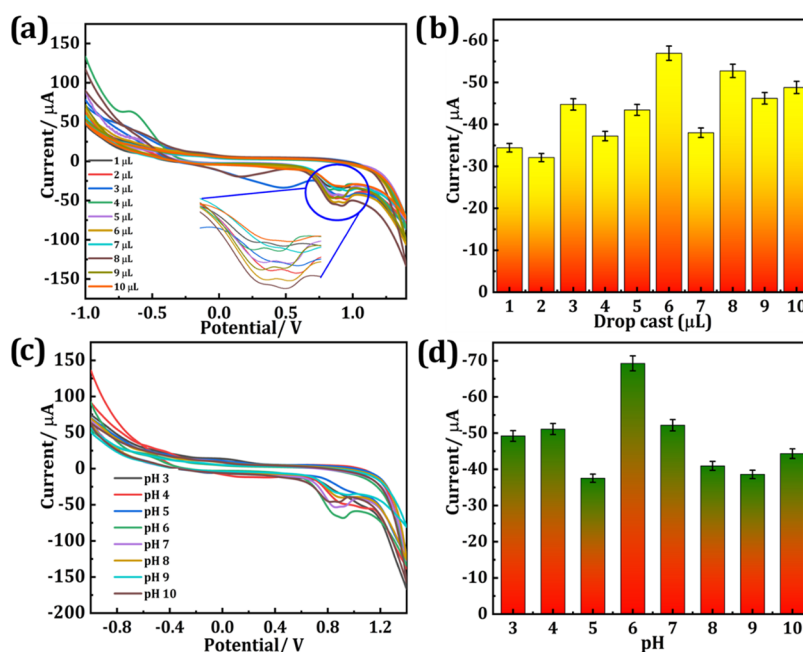 (a)
150
100
50
0
-50
-100
-150
Current/ μA
1 μL
2 μL
3 μL
4 μL
5 μL
6 μL
7 μL
8 μL
9 μL
10 μL
-1.0 -0.5 0.0 0.5 1.0
Potential/ V
(b)
-60
-50
-40
-30
-20
-10
0
Current/ μA
1 2 3 4 5 6 7 8 9 10
Drop cast (μL)
(c)
150
100
50
0
-50
-100
-150
-200
Current/ μA
pH 3
pH 4
pH 5
pH 6
pH 7
pH 8
pH 9
pH 10
-0.8 -0.4 0.0 0.4 0.8 1.2
Potential/ V
(d)
-70
-60
-50
-40
-30
-20
-10
0
Current/ μA
3 4 5 6 7 8 9 10
pH